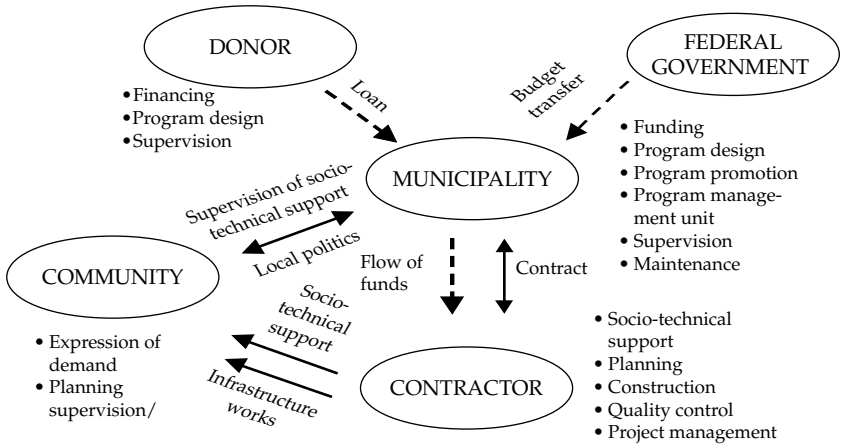 DONOR
• Financing
• Program design
• Supervision
Loan
FEDERAL
GOVERNMENT
Budget
transfer
• Funding
• Program design
• Program promotion
• Program manage-
ment unit
• Supervision
• Maintenance
MUNICIPALITY
Supervision of socio-
technical support
Local politics
COMMUNITY
• Expression of
demand
• Planning
supervision/
Flow of
funds
Contract
Socio-
technical
support
Infrastructure
works
CONTRACTOR
• Socio-technical
support
• Planning
• Construction
• Quality control
• Project management